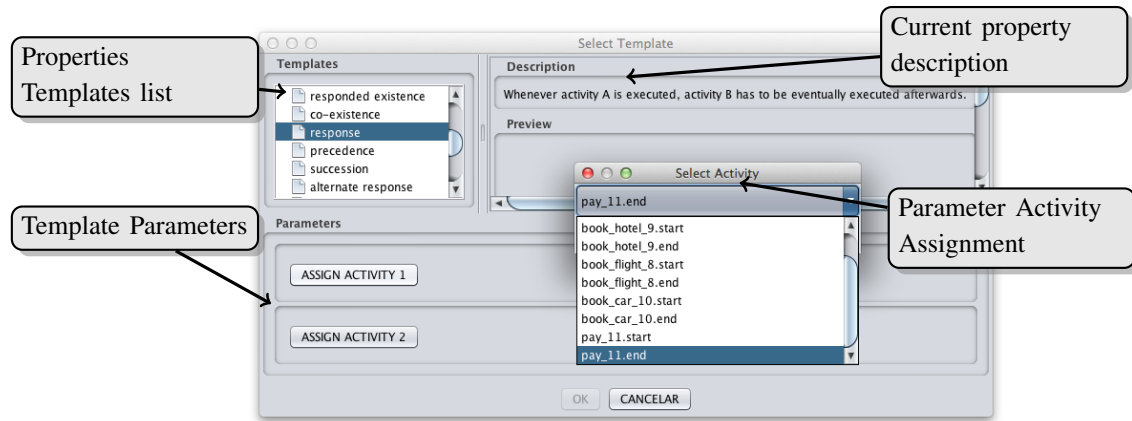 Properties
Templates list
Current property
description
Select Template
Templates
responded existence
co-existence
response
precedence
succession
alternate response
Description
Whenever activity A is executed, activity B has to be eventually executed afterwards.
Preview
Select Activity
pay_11.end
book_hotel_9.start
book_hotel_9.end
book_flight_8.start
book_flight_8.end
book_car_10.start
book_car_10.end
pay_11.start
pay_11.end
Parameter Activity
Assignment
Template Parameters
Parameters
ASSIGN ACTIVITY 1
ASSIGN ACTIVITY 2
OK
CANCELAR